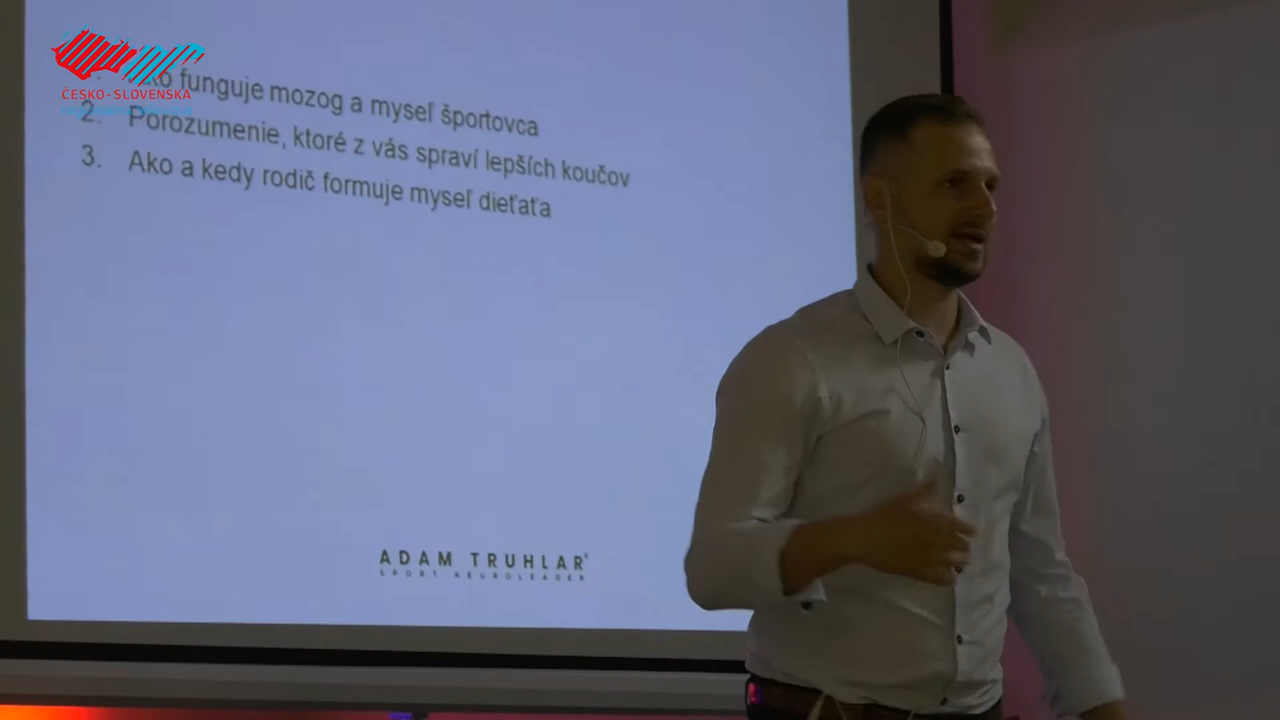 ČESKO-SLOVENSKÁ
funguje mozog a myseľ športovca
2. Porozumenie, ktoré z vás spraví lepších koučov
3. Ako a kedy rodič formuje myseľ dieťaťa
ADAM TRUHLAR®
SPORT NEUROLEADER